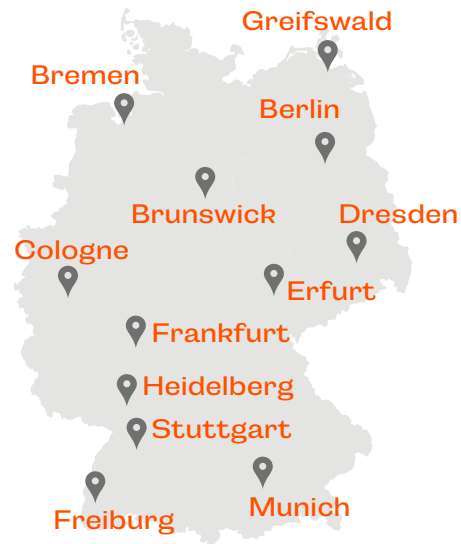 Greifswald
Bremen
Berlin
Brunswick
Dresden
Cologne
Erfurt
Frankfurt
Heidelberg
Stuttgart
Munich
Freiburg